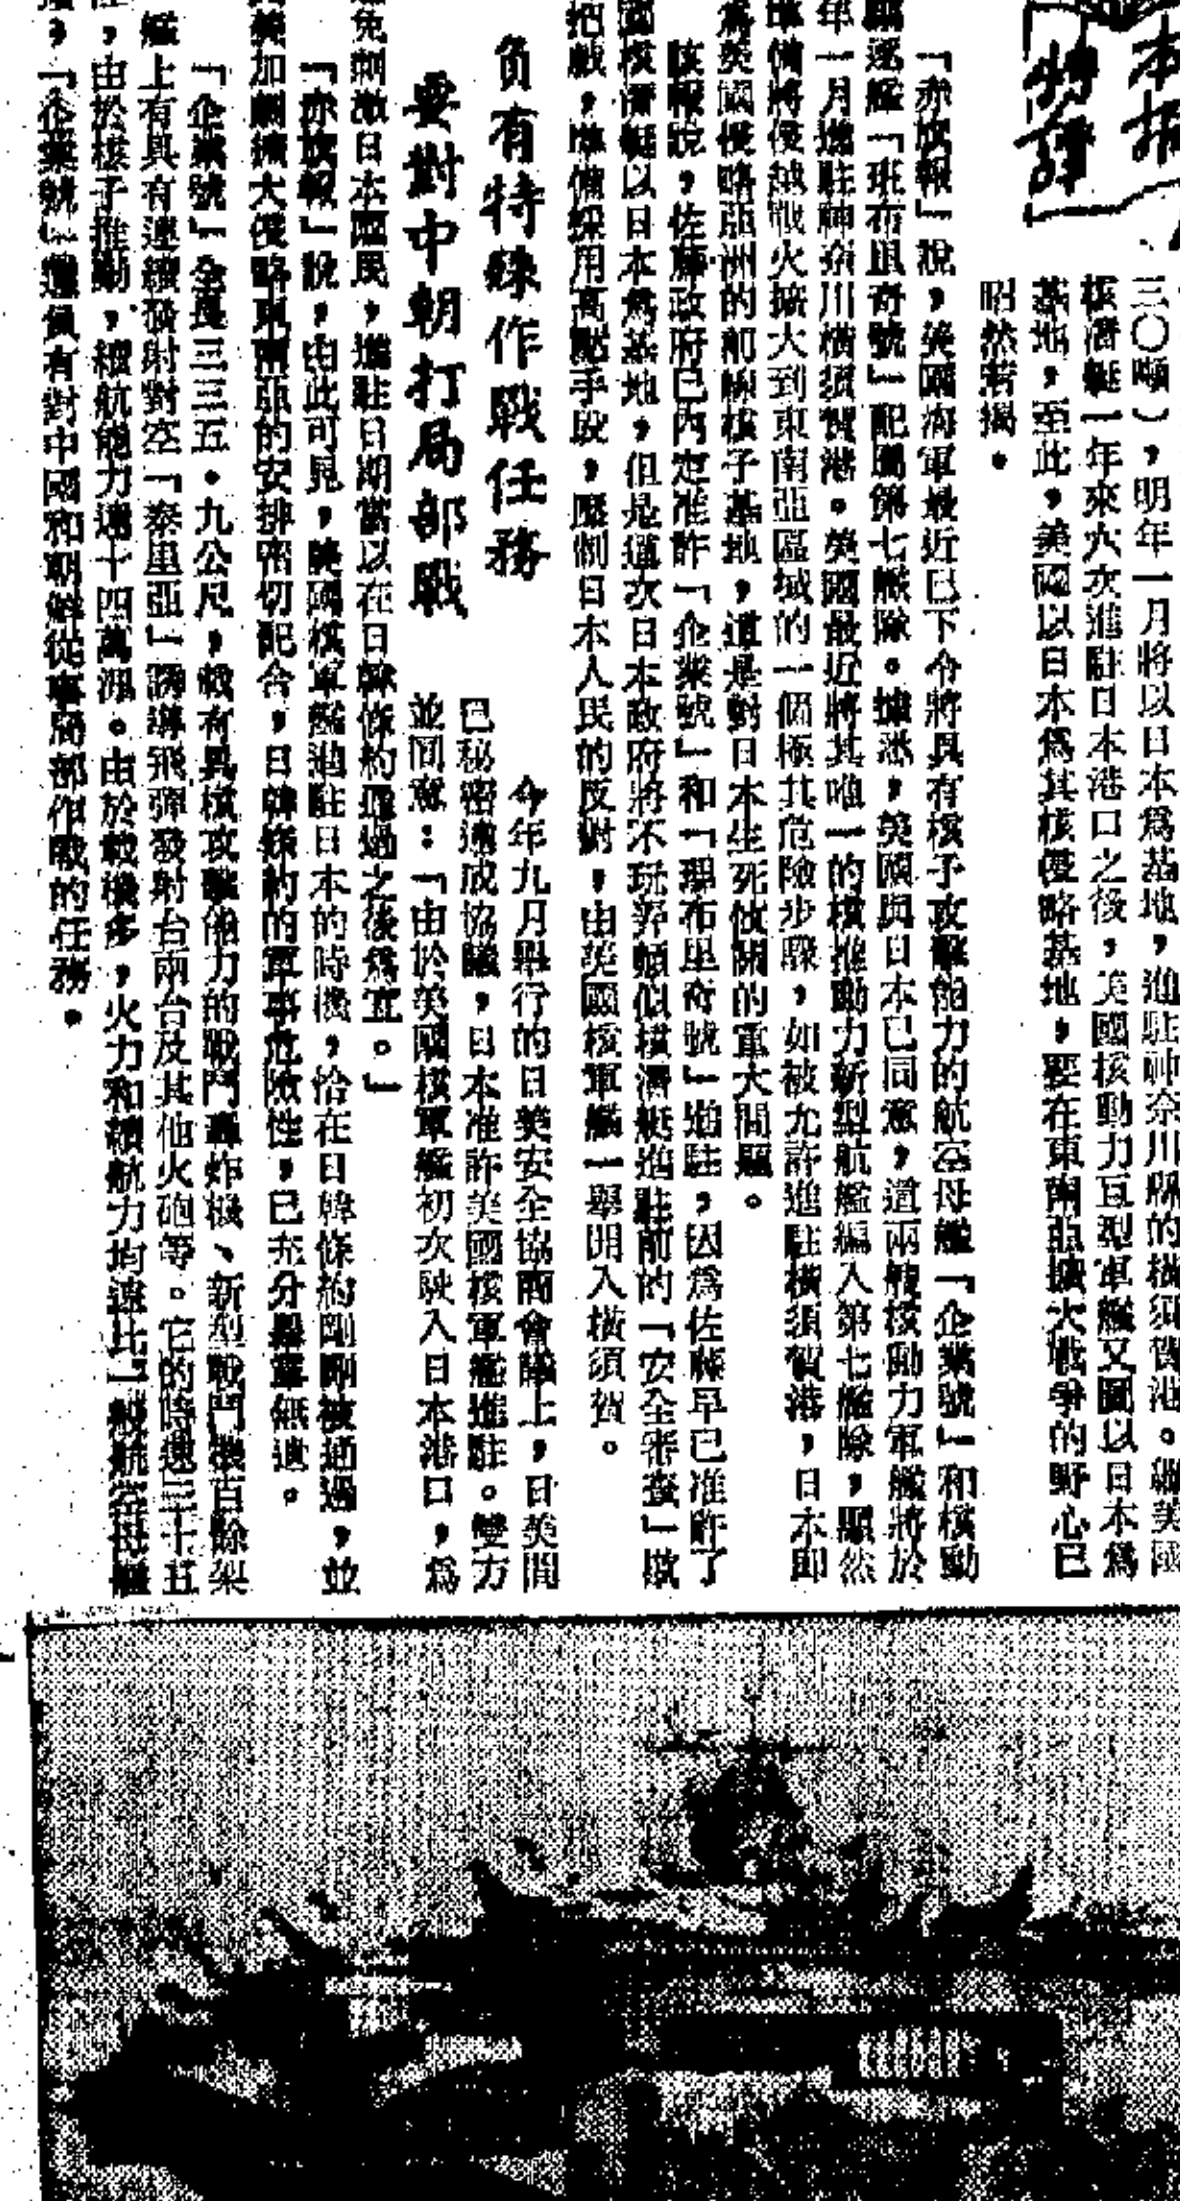 本報
特譯
三〇噸），明年一月將以日本爲基地，進駐神奈川縣的橫須賀港。繼美國
核潛艇一年來六次進駐日本港口之後，美國核動力巨型軍艦又圖以日本爲
基地，至此，美國以日本爲其核侵略基地，要在東南亞擴大戰爭的野心已
昭然若揭。
「赤旗報」說，美國海軍最近已下令將具有核子攻擊能力的航空母艦「企業號」和核動
逐艦「班布里奇號」配屬第七艦隊。據悉，美國與日本已同意，這兩艘核動力軍艦將於
年一月進駐神奈川橫須賀港。美國最近將其唯一的核推動力新型航艦編入第七艦隊，顯然
準備將侵越戰火擴大到東南亞區域的一個極其危險步驟，如被允許進駐橫須賀港，日本即
爲美國侵略亞洲的前線核子基地，這是對日本生死攸關的重大問題。
該報說，佐藤政府已內定准許「企業號」和「理布里奇號」進駐，因爲佐藤早已准許了
國核潛艇以日本爲基地，但是這次日本政府將不玩弄類似核潛艇進駐前的「安全審查」戲
把戲，準備採用高壓手段，壓制日本人民的反對，由美國核軍艦一舉開入橫須賀。
負有特殊作戰任務
要對中朝打局部戰
今年九月舉行的日美安全協商會議上，日美間
已秘密達成協議，日本准許美國核軍艦進駐。雙方
並同意：「由於美國核軍艦初次駛入日本港口，爲
免刺激日本國民，進駐日期當以在日韓條約通過之後爲宜。」
「赤旗報」說，由此可見，美國核軍艦進駐日本的時機，恰在日韓條約剛剛被通過，並
美加劇擴大侵略東南亞的安排密切配合，日韓條約的軍事危險性，已充分暴露無遺。
「企業號」全長三三五・九公尺，載有具核攻擊能力的戰鬥轟炸機、新型戰鬥機百餘架
艦上有具有連續發射對空「泰里亞」誘導飛彈發射台兩台及其他火砲等。它的時速三十五
，由於核子推動，續航能力達十四萬浬。由於載機多，火力和續航力均遠比一般航空母艦
，「企業號」還負有對中國和朝鮮從事局部作戰的任務。